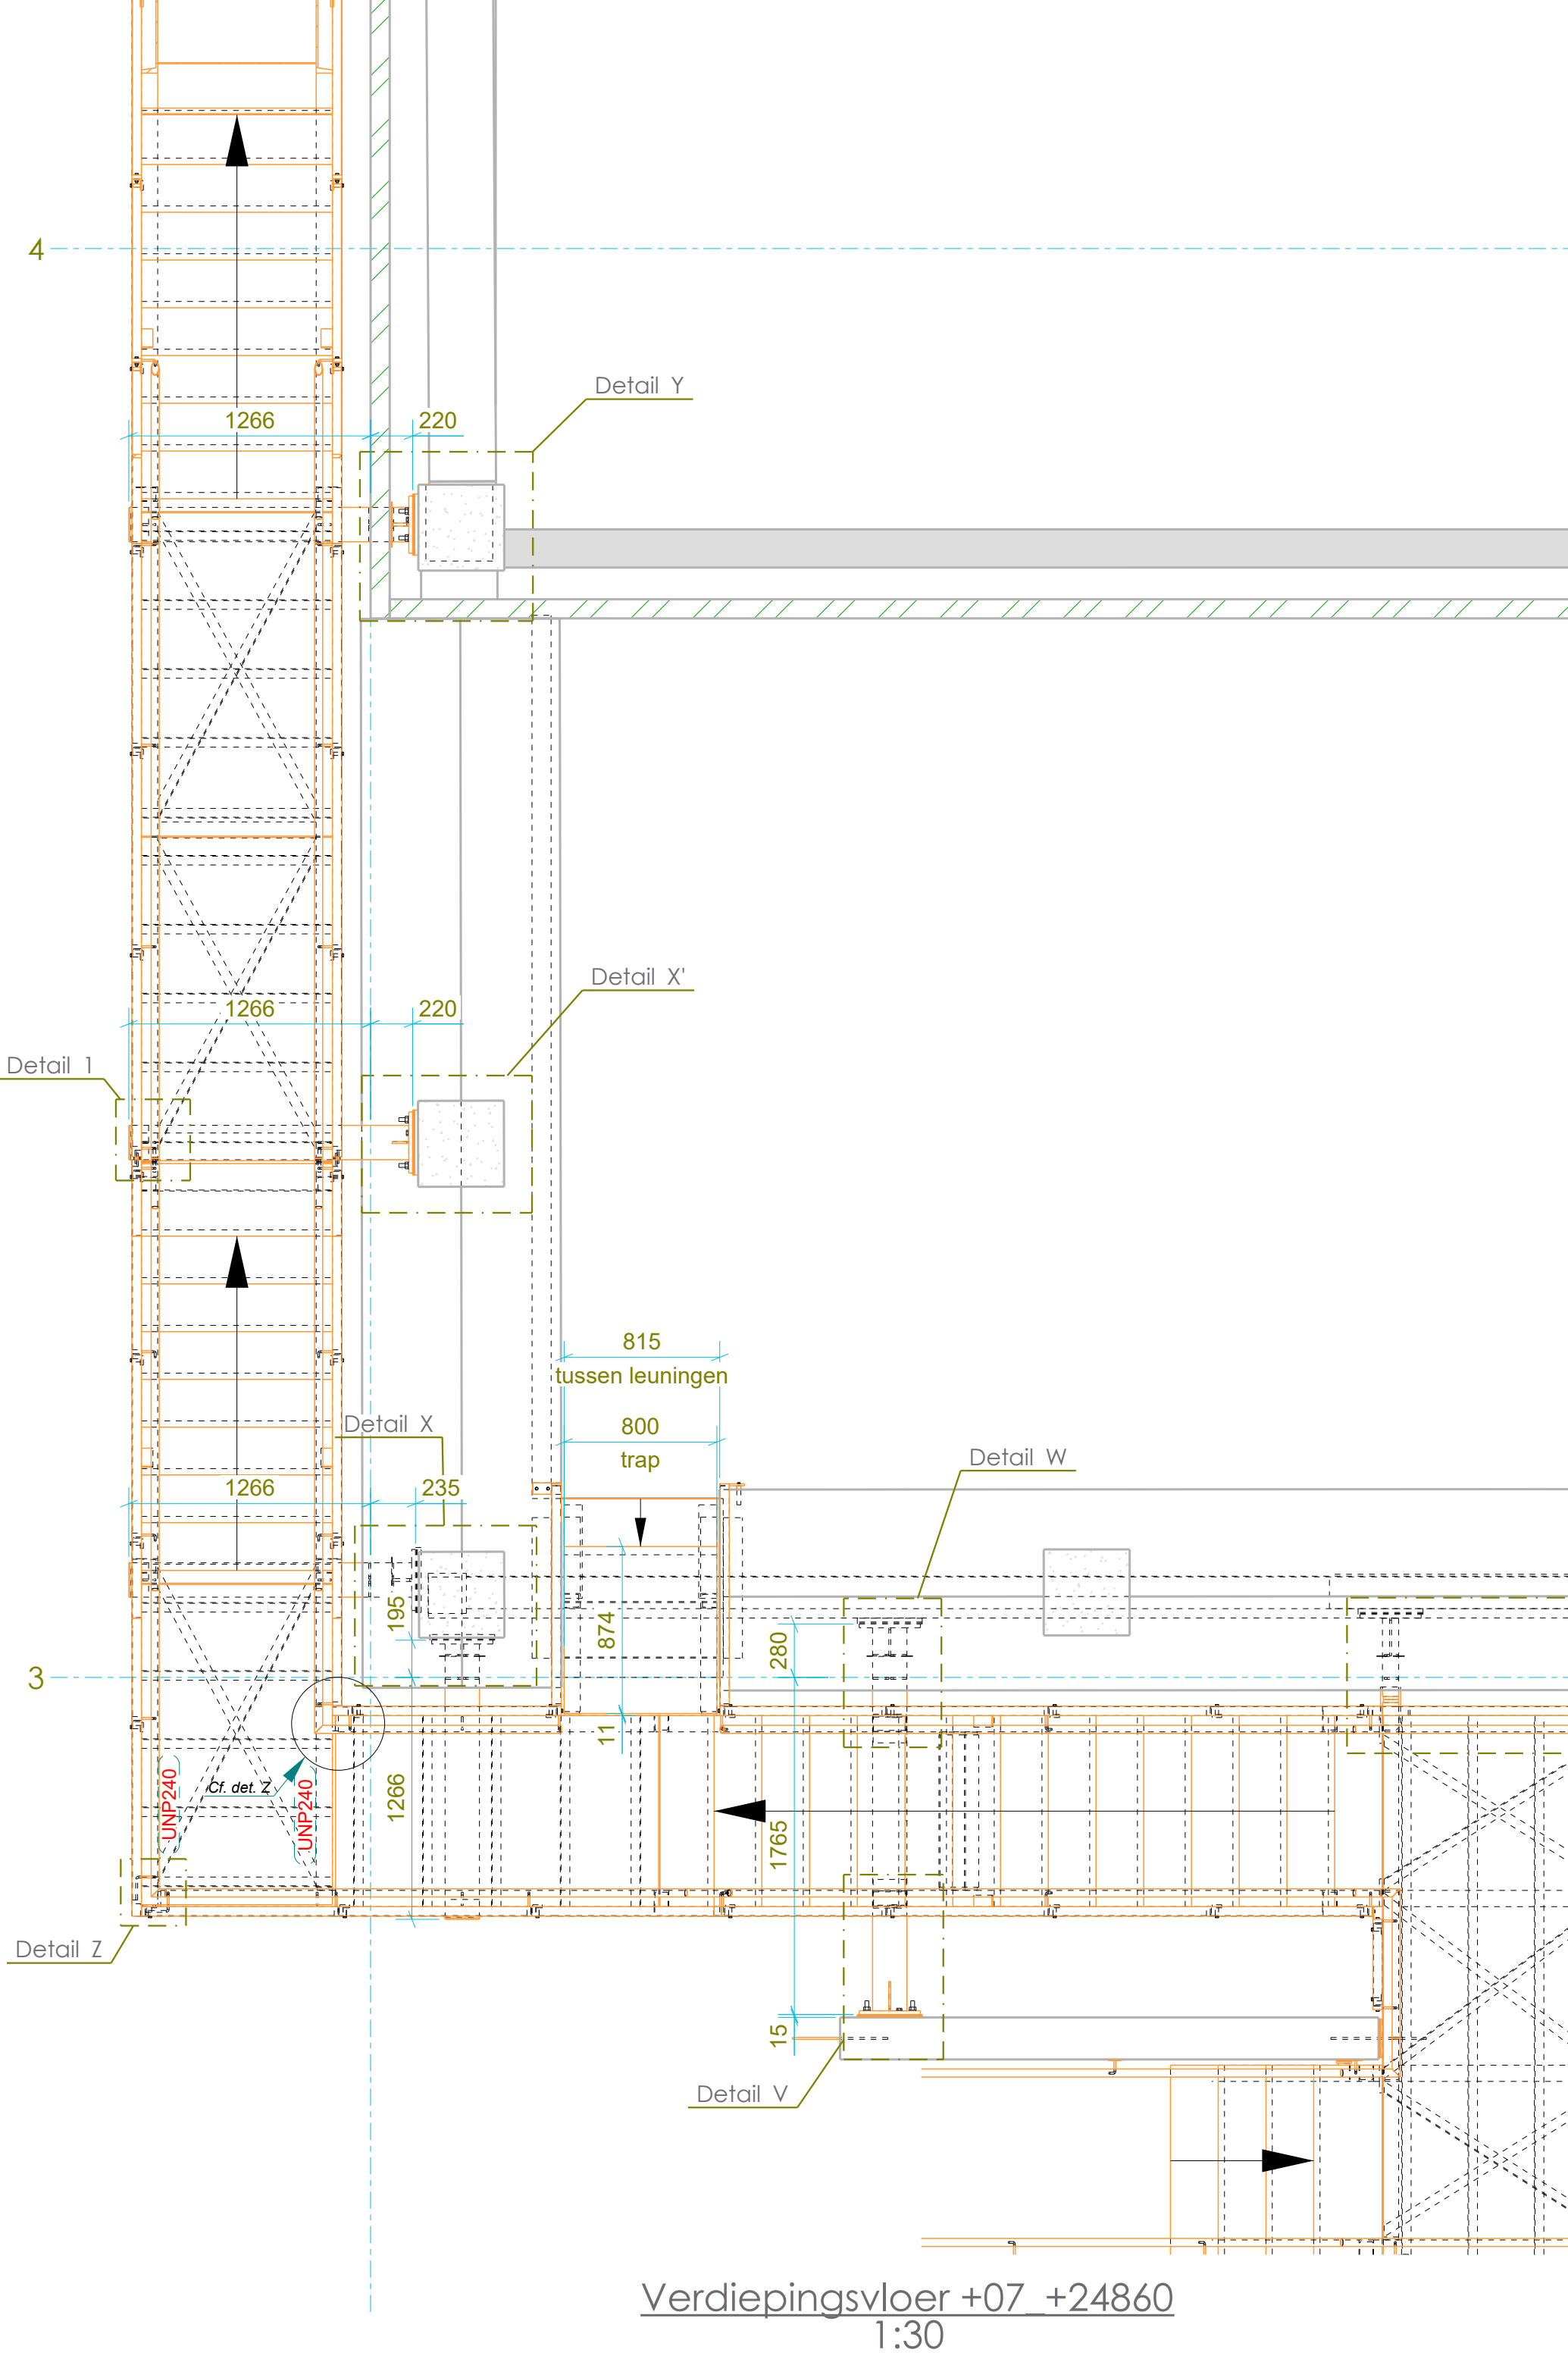 4
Detail Y
1266
220
Detail X'
1266
220
Detail 1
815
tussen leuningen
Detail X
800
trap
Detail W
1266
235
195
874
280
3
11
UNP240
Cf. det. Z
UNP240
1266
1765
Detail Z
15
Detail V
Verdiepingsvloer +07_+24860
1:30